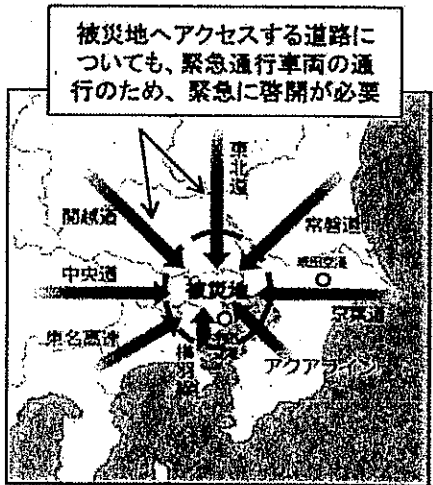 被災地へアクセスする道路に
ついても、緊急通行車両の通
行のため、緊急に啓開が必要
東北道
関越道
常磐道
成田空港
中央道
被災地
京葉道
東名高速
横羽線
アクアライン